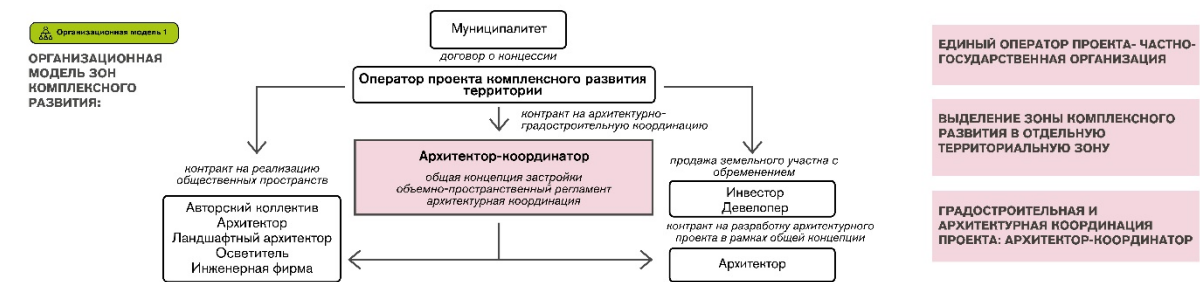 Организационная модель 1
ОРГАНИЗАЦИОННАЯ
МОДЕЛЬ ЗОН
КОМПЛЕКСНОГО
РАЗВИТИЯ:
Муниципалитет
договор о концессии
Оператор проекта комплексного развития
территории
контракт на архитектурно-
градостроительную координацию
Архитектор-координатор
общая концепция застройки
объемно-пространственный регламент
архитектурная координация
контракт на реализацию
общественных пространств
Авторский коллектив
Архитектор
Ландшафтный архитектор
Осветитель
Инженерная фирма
продажа земельного участка с
обременением
Инвестор
Девелопер
контракт на разработку архитектурного
проекта в рамках общей концепции
Архитектор
ЕДИНЫЙ ОПЕРАТОР ПРОЕКТА- ЧАСТНО-
ГОСУДАРСТВЕННАЯ ОРГАНИЗАЦИЯ
ВЫДЕЛЕНИЕ ЗОНЫ КОМПЛЕКСНОГО
РАЗВИТИЯ В ОТДЕЛЬНУЮ
ТЕРРИТОРИАЛЬНУЮ ЗОНУ
ГРАДОСТРОИТЕЛЬНАЯ И
АРХИТЕКТУРНАЯ КООРДИНАЦИЯ
ПРОЕКТА: АРХИТЕКТОР-КООРДИНАТОР